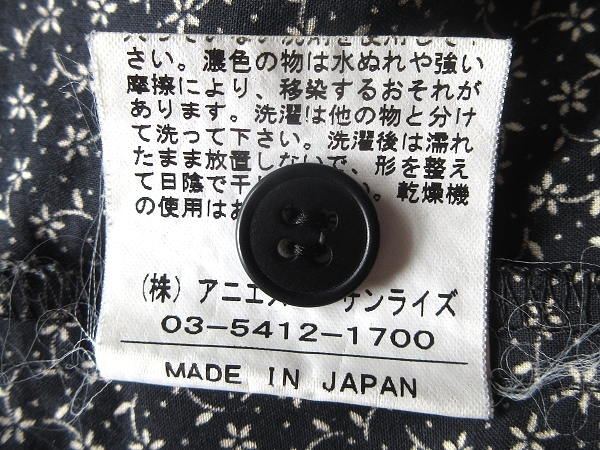 さい。濃色の物は水ぬれや強い
摩擦により、移染するおそれが
あります。洗濯は他の物と分け
て洗って下さい。洗濯後は濡れ
たまま放置しないで、形を整え
て日陰で干 い。乾燥機
の使用はお
(株) アニエス サンライズ
03-5412-1700
MADE IN JAPAN